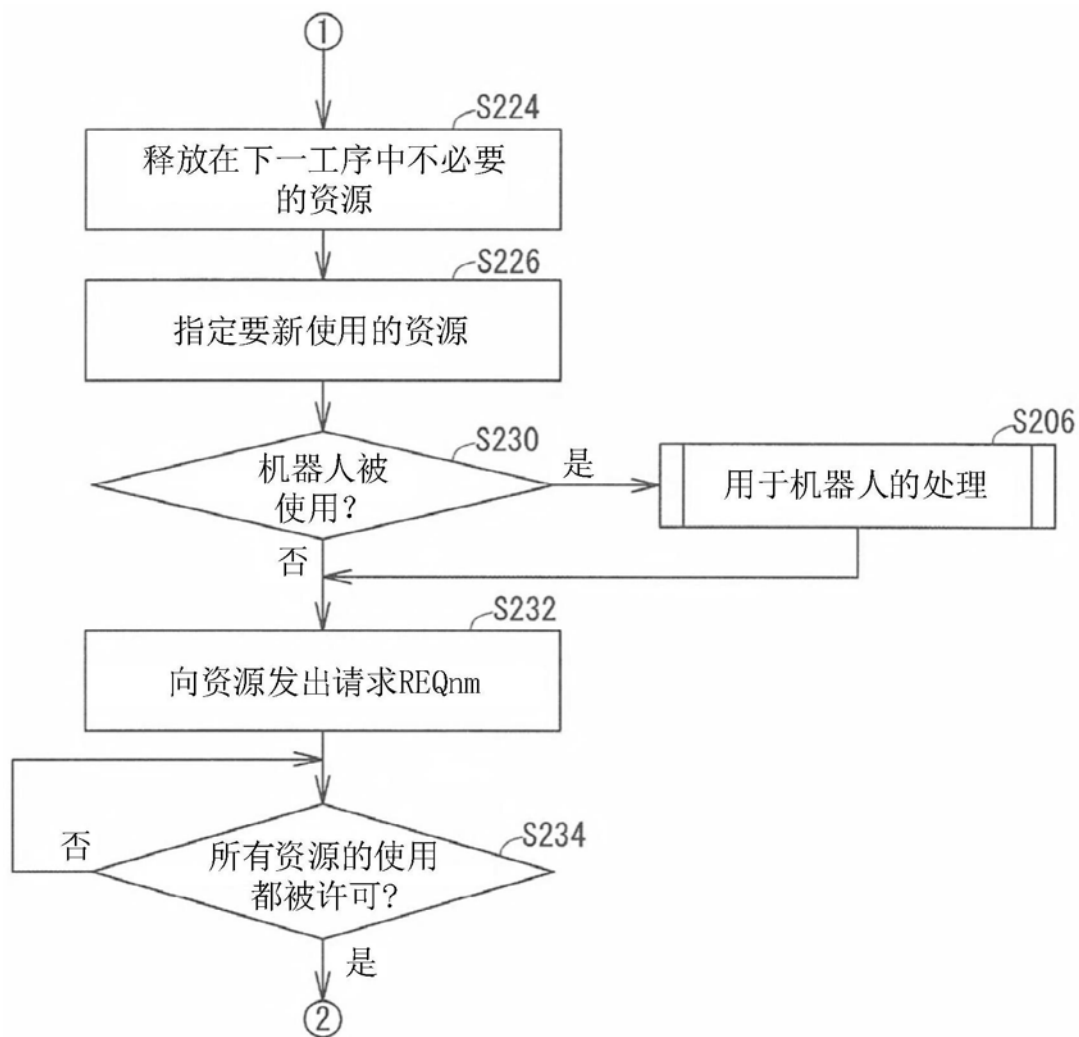 ①
S224
释放在下一工序中不必要
的资源
S226
指定要新使用的资源
S230
机器人被
使用?
是
S206
用于机器人的处理
否
S232
向资源发出请求REQnm
S234
所有资源的使用
都被许可?
否
是
②